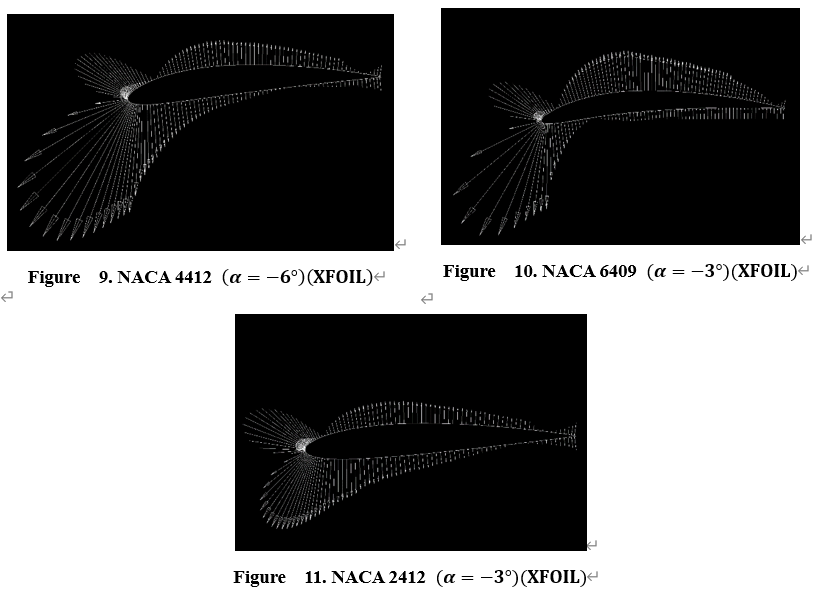 Figure 9. NACA 4412 (𝜶 = −𝟔°)(XFOIL)
Figure 10. NACA 6409 (𝜶 = −𝟑°)(XFOIL)
Figure 11. NACA 2412 (𝜶 = −𝟑°)(XFOIL)